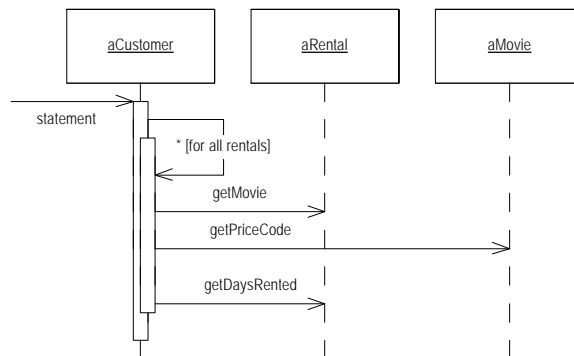 aCustomer
aRental
aMovie
statement
* [for all rentals]
getMovie
getPriceCode
getDaysRented